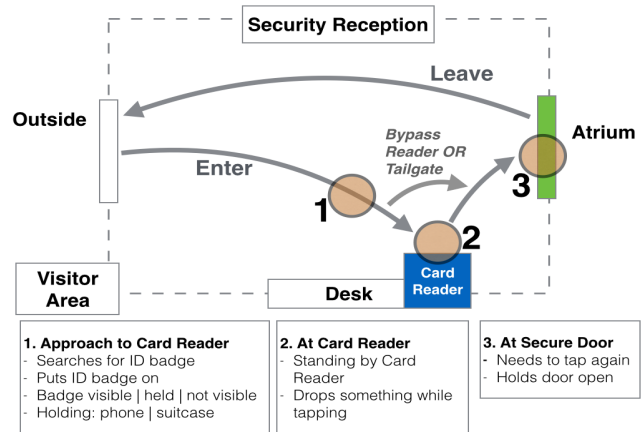 Security Reception
Leave
Outside
Atrium
Bypass
Reader OR
Tailgate
Enter
1
2
3
Visitor
Area
Desk
Card
Reader
1. Approach to Card Reader
- Searches for ID badge
- Puts ID badge on
- Badge visible | held | not visible
- Holding: phone | suitcase
2. At Card Reader
- Standing by Card
Reader
- Drops something while
tapping
3. At Secure Door
- Needs to tap again
- Holds door open